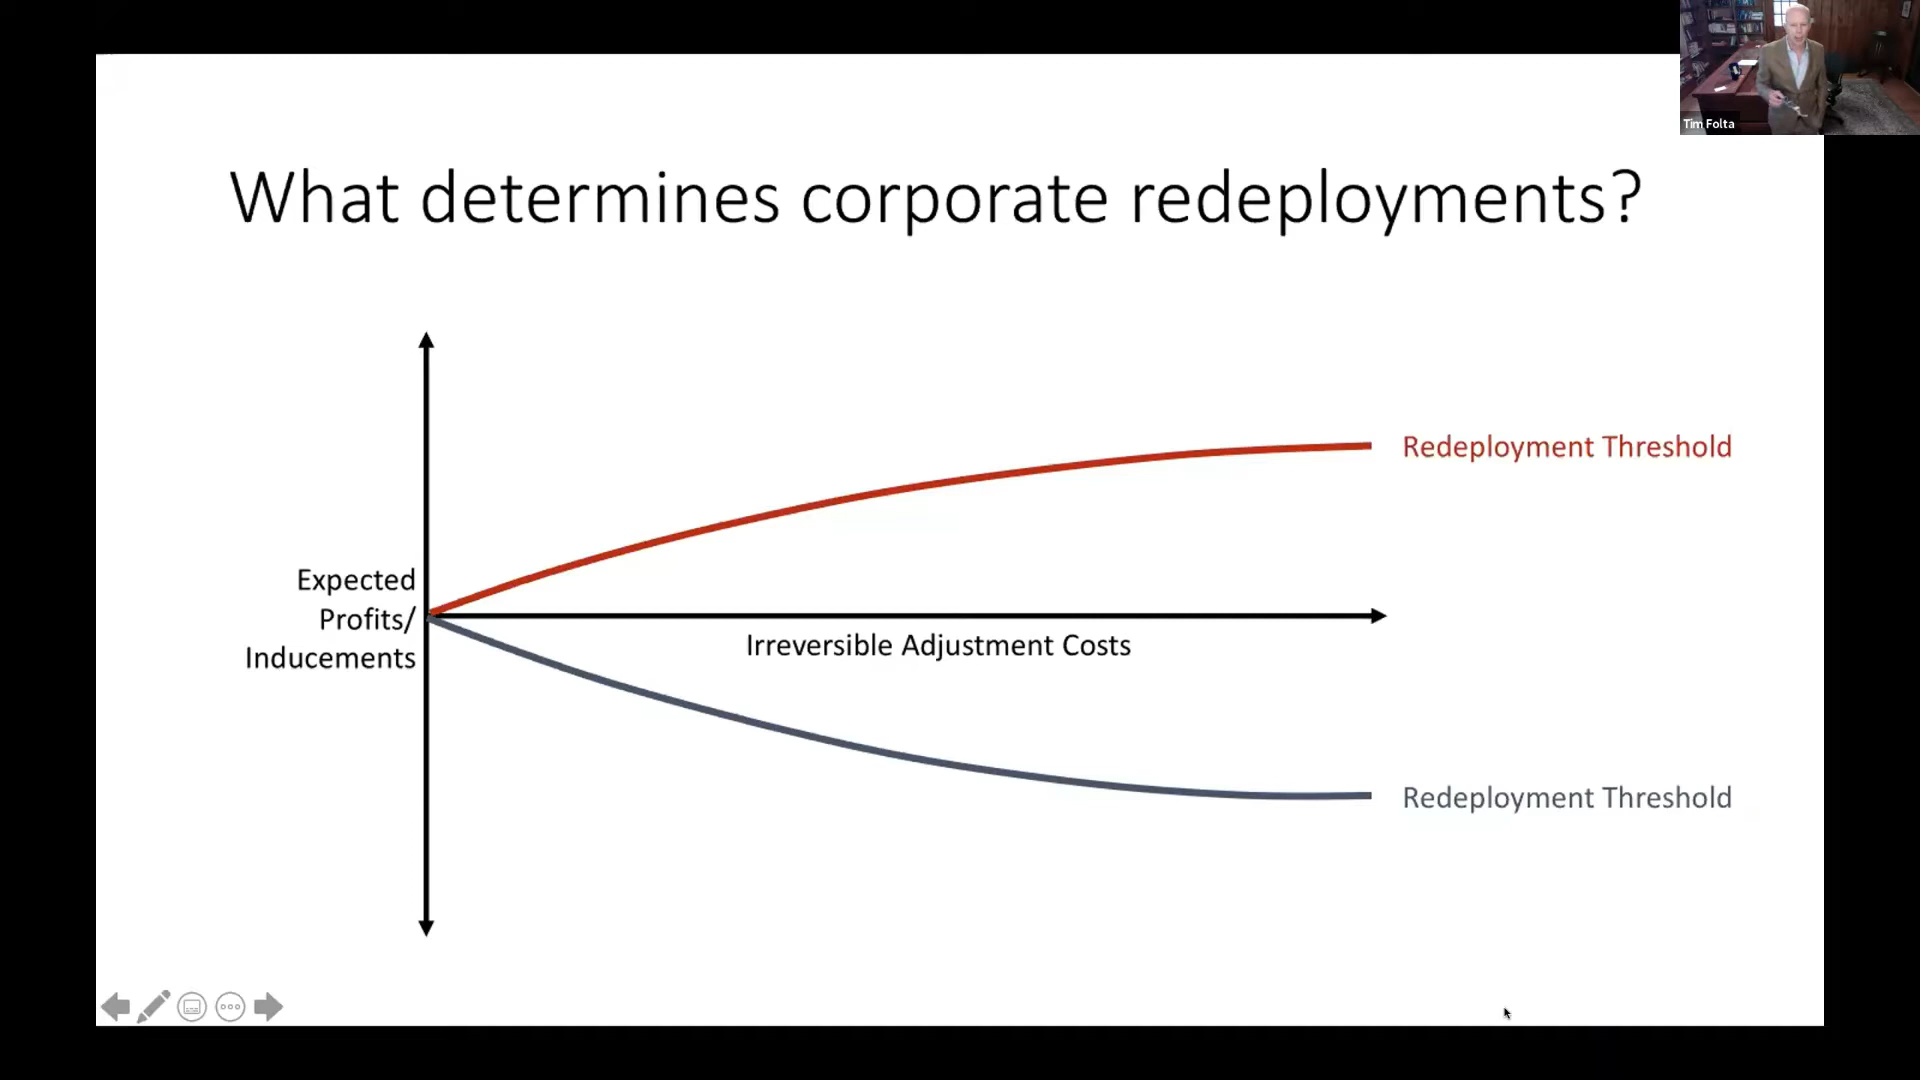 Tim Folta
What determines corporate redeployments?
Redeployment Threshold
Expected
Profits/
Inducements
Irreversible Adjustment Costs
Redeployment Threshold